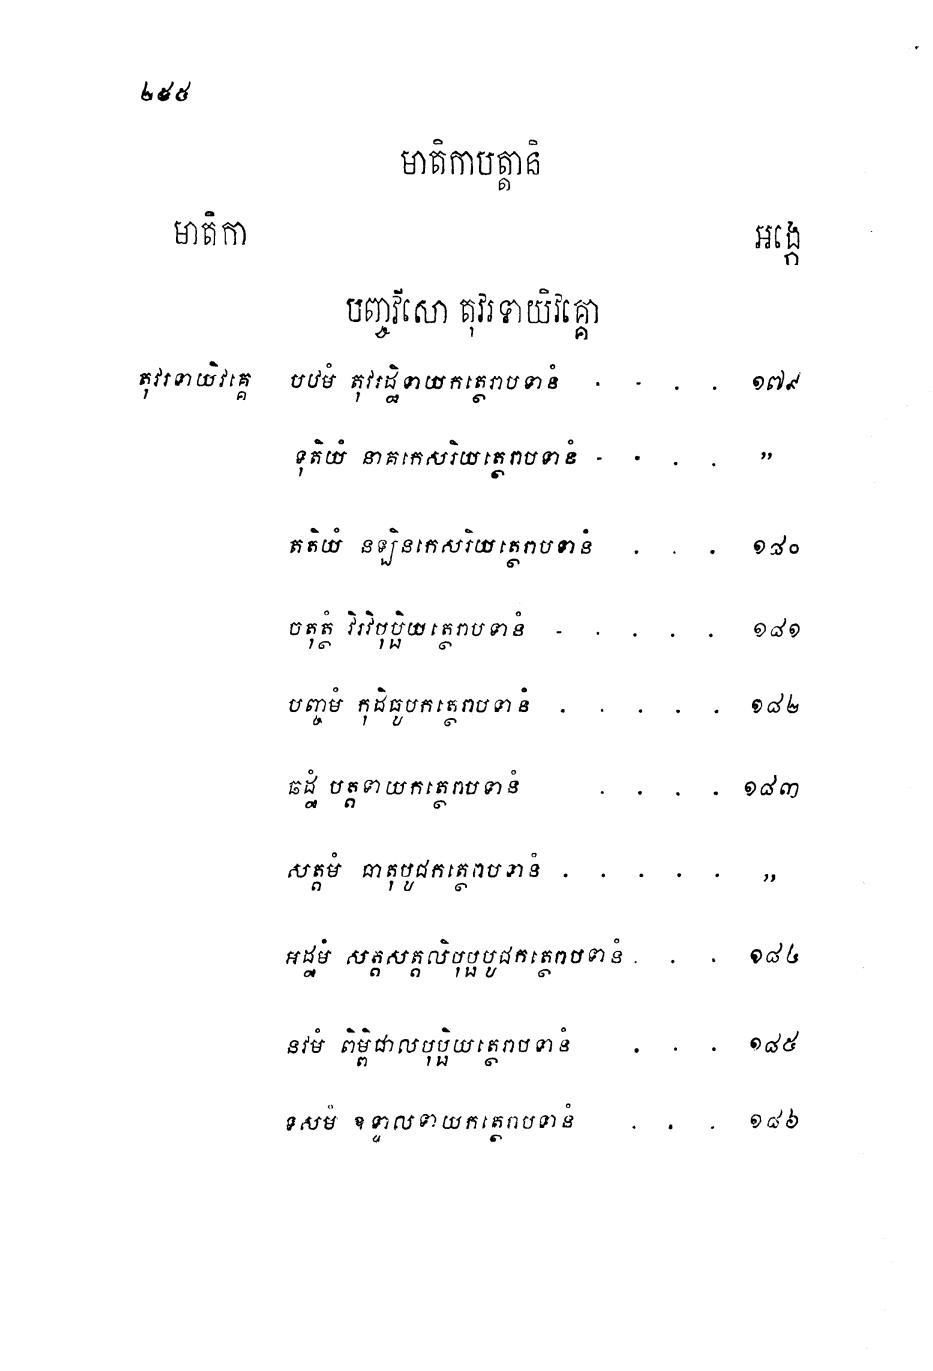 ២៩៥
មាតិកាបត្តានិ
មាតិកា អង្កេ
បញ្ចវីសោ តុវរទាយិវគ្គោ
តុវរទាយិវគ្គេ បឋមំ តុវរដ្ឋិទាយកត្ថេរាបទានំ . . . . ១៧៩
ទុតិយំ នាគកេសរិយត្ថេរាបទានំ . . . . ”
តតិយំ នឡិនកេសរិយត្ថេរាបទានំ . . . ១៨០
ចតុត្ថំ វិរវិបុប្ផិយត្ថេរាបទានំ . . . . . ១៨១
បញ្ចមំ កុដិធូបកត្ថេរាបទានំ . . . . . ១៨២
ឆដ្ឋំ បត្តទាយកត្ថេរាបទានំ . . . . ១៨៣
សត្តមំ ធាតុបូជកត្ថេរាបទានំ . . . . . ”
អដ្ឋមំ សត្តសត្តលិបុប្ផបូជកត្ថេរាបទានំ . . . ១៨៤
នវមំ ពិម្ពិជាលបុប្ផិយត្ថេរាបទានំ . . . ១៨៥
ទសមំ ឧទ្ទាលទាយកត្ថេរាបទានំ . . . ១៨៦